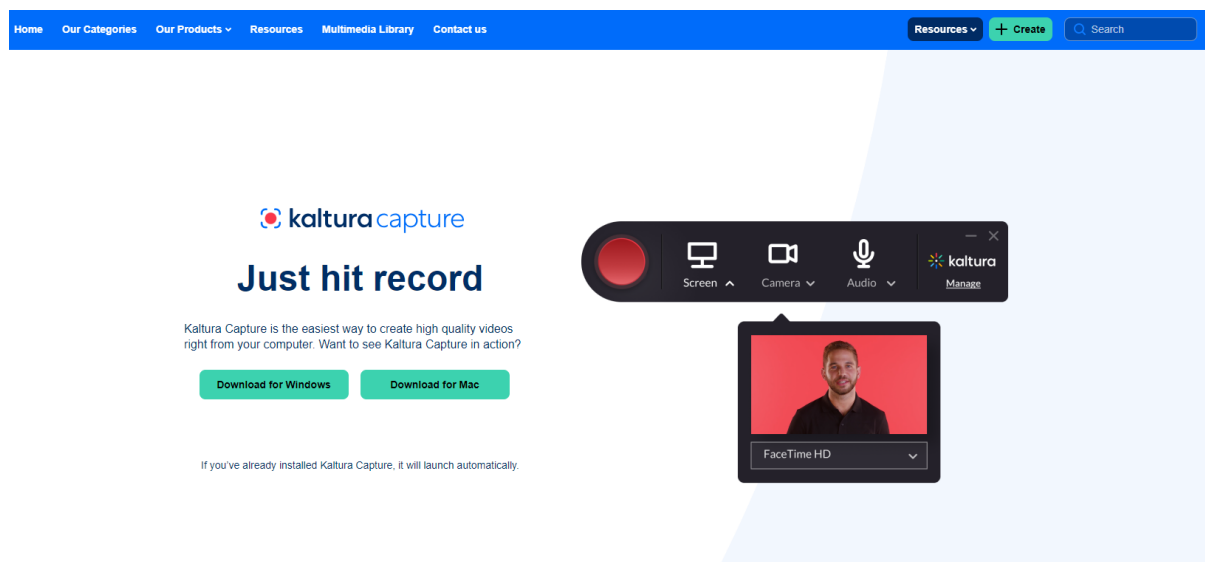 Home Our Categories Our Products Resources Multimedia Library Contact us Resources + Create Search
kaltura capture
Just hit record
Kaltura Capture is the easiest way to create high quality videos
right from your computer. Want to see Kaltura Capture in action?
Download for Windows Download for Mac
If you've already installed Kaltura Capture, it will launch automatically.
kaltura
Screen Camera Audio Manage
FaceTime HD